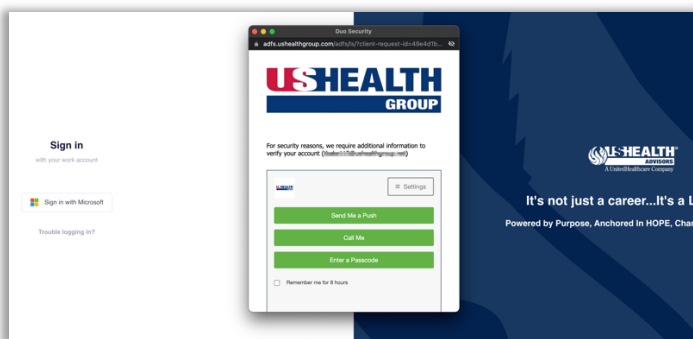 Duo Security
adfs.ushealthgroup.com/adfs/ls/?client-request-id=49e4d1b...
USHEALTH
GROUP
For security reasons, we require additional information to
verify your account
Sign in
with your work account
Sign in with Microsoft
Trouble logging in?
Settings
Send Me a Push
Call Me
Enter a Passcode
Remember me for 8 hours
USHEALTH
ADVISORS
A UnitedHealthcare Company
It's not just a career...It's a L
Powered by Purpose, Anchored In HOPE, Char